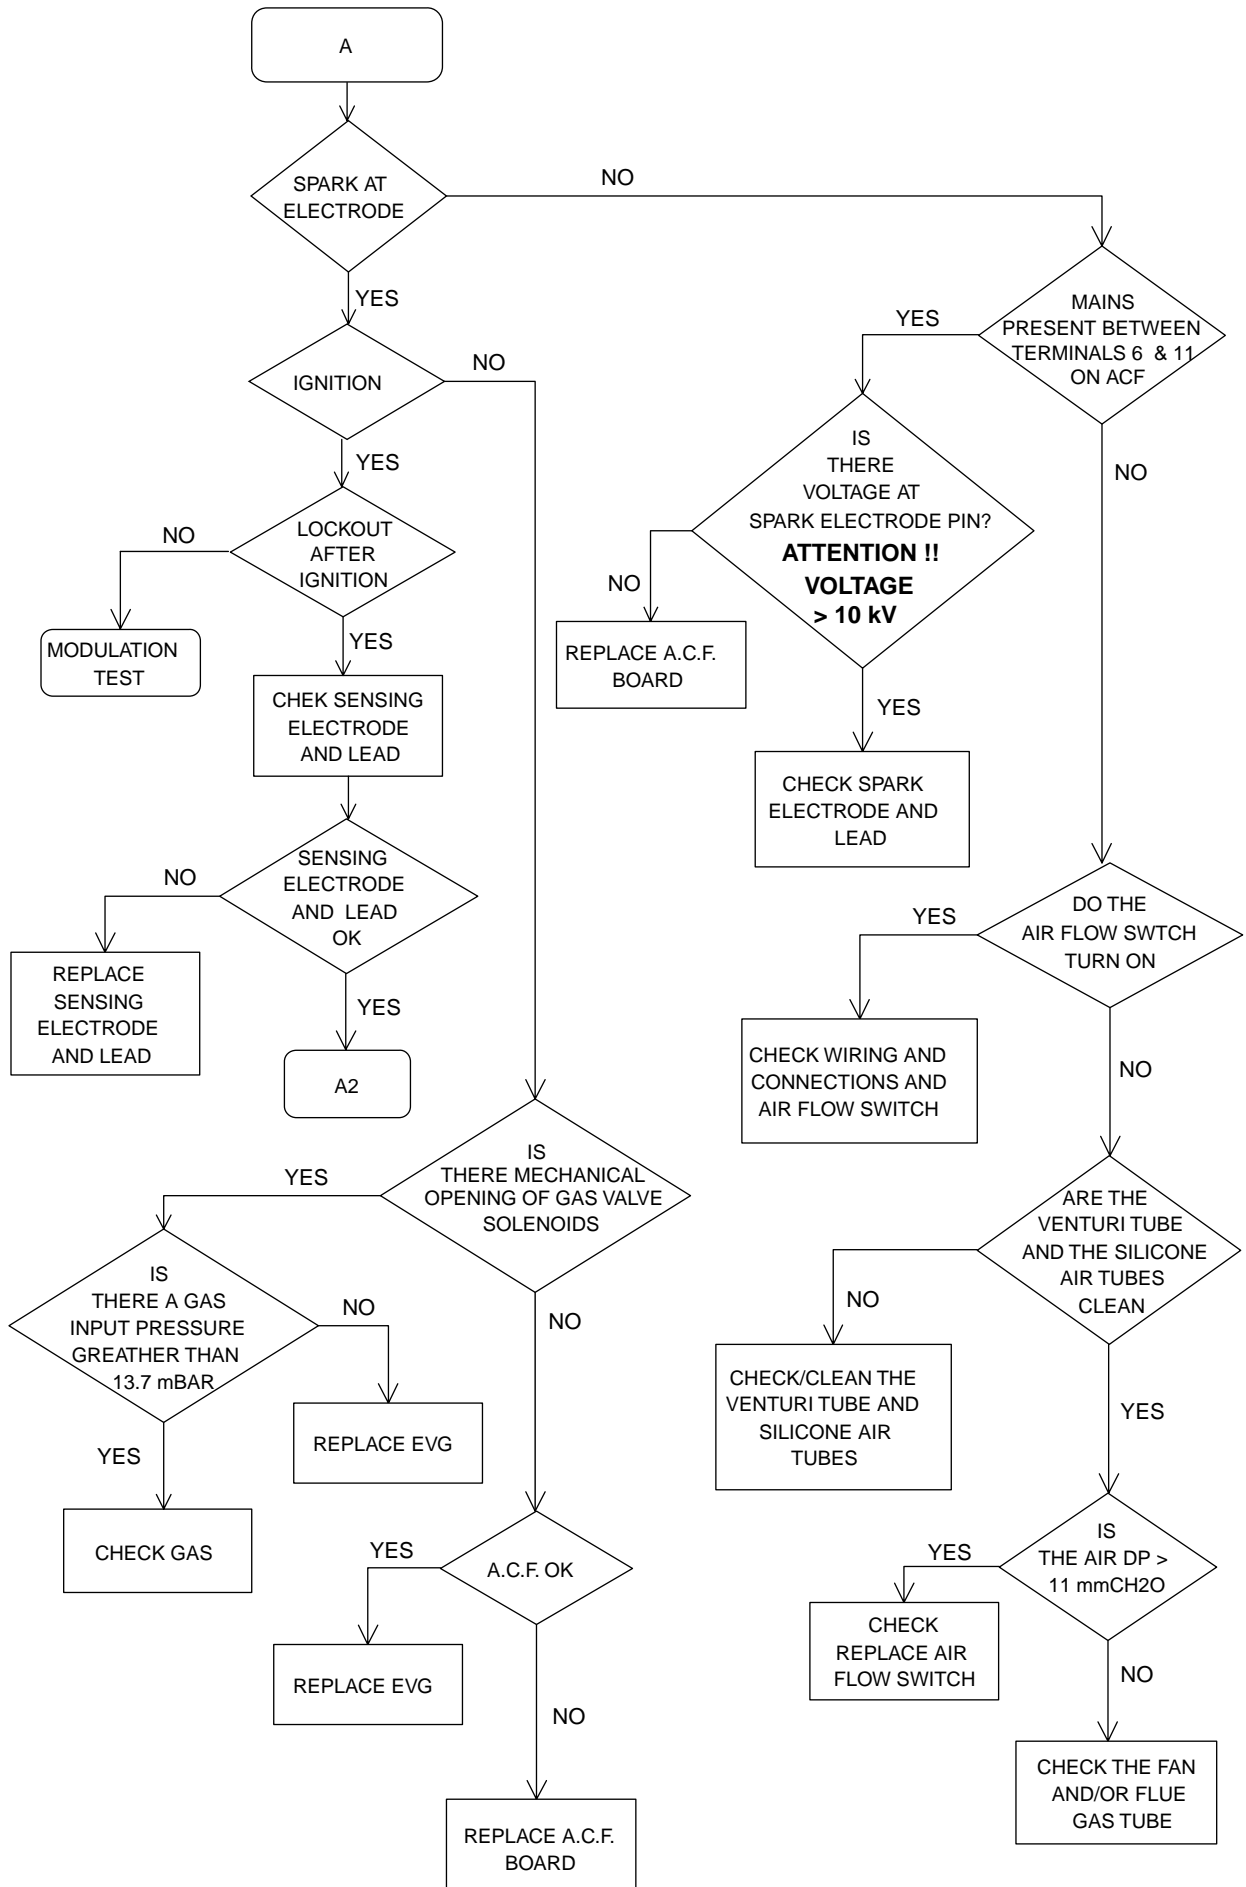 A
SPARK AT
ELECTRODE
NO
YES
MAINS
PRESENT BETWEEN
TERMINALS 6 & 11
ON ACF
YES
NO
IGNITION
NO
YES
IS
THERE
VOLTAGE AT
SPARK ELECTRODE PIN?
ATTENTION !!
VOLTAGE
> 10 kV
NO
YES
LOCKOUT
AFTER
IGNITION
NO
YES
MODULATION
TEST
REPLACE A.C.F.
BOARD
CHEK SENSING
ELECTRODE
AND LEAD
CHECK SPARK
ELECTRODE AND
LEAD
SENSING
ELECTRODE
AND LEAD
OK
NO
YES
DO THE
AIR FLOW SWTCH
TURN ON
YES
NO
REPLACE
SENSING
ELECTRODE
AND LEAD
A2
CHECK WIRING AND
CONNECTIONS AND
AIR FLOW SWITCH
IS
THERE MECHANICAL
OPENING OF GAS VALVE
SOLENOIDS
YES
NO
ARE THE
VENTURI TUBE
AND THE SILICONE
AIR TUBES
CLEAN
NO
YES
IS
THERE A GAS
INPUT PRESSURE
GREATHER THAN
13.7 mBAR
NO
YES
CHECK/CLEAN THE
VENTURI TUBE AND
SILICONE AIR
TUBES
REPLACE EVG
CHECK GAS
A.C.F. OK
YES
NO
IS
THE AIR DP >
11 mmCH2O
YES
NO
REPLACE EVG
CHECK
REPLACE AIR
FLOW SWITCH
CHECK THE FAN
AND/OR FLUE
GAS TUBE
REPLACE A.C.F.
BOARD